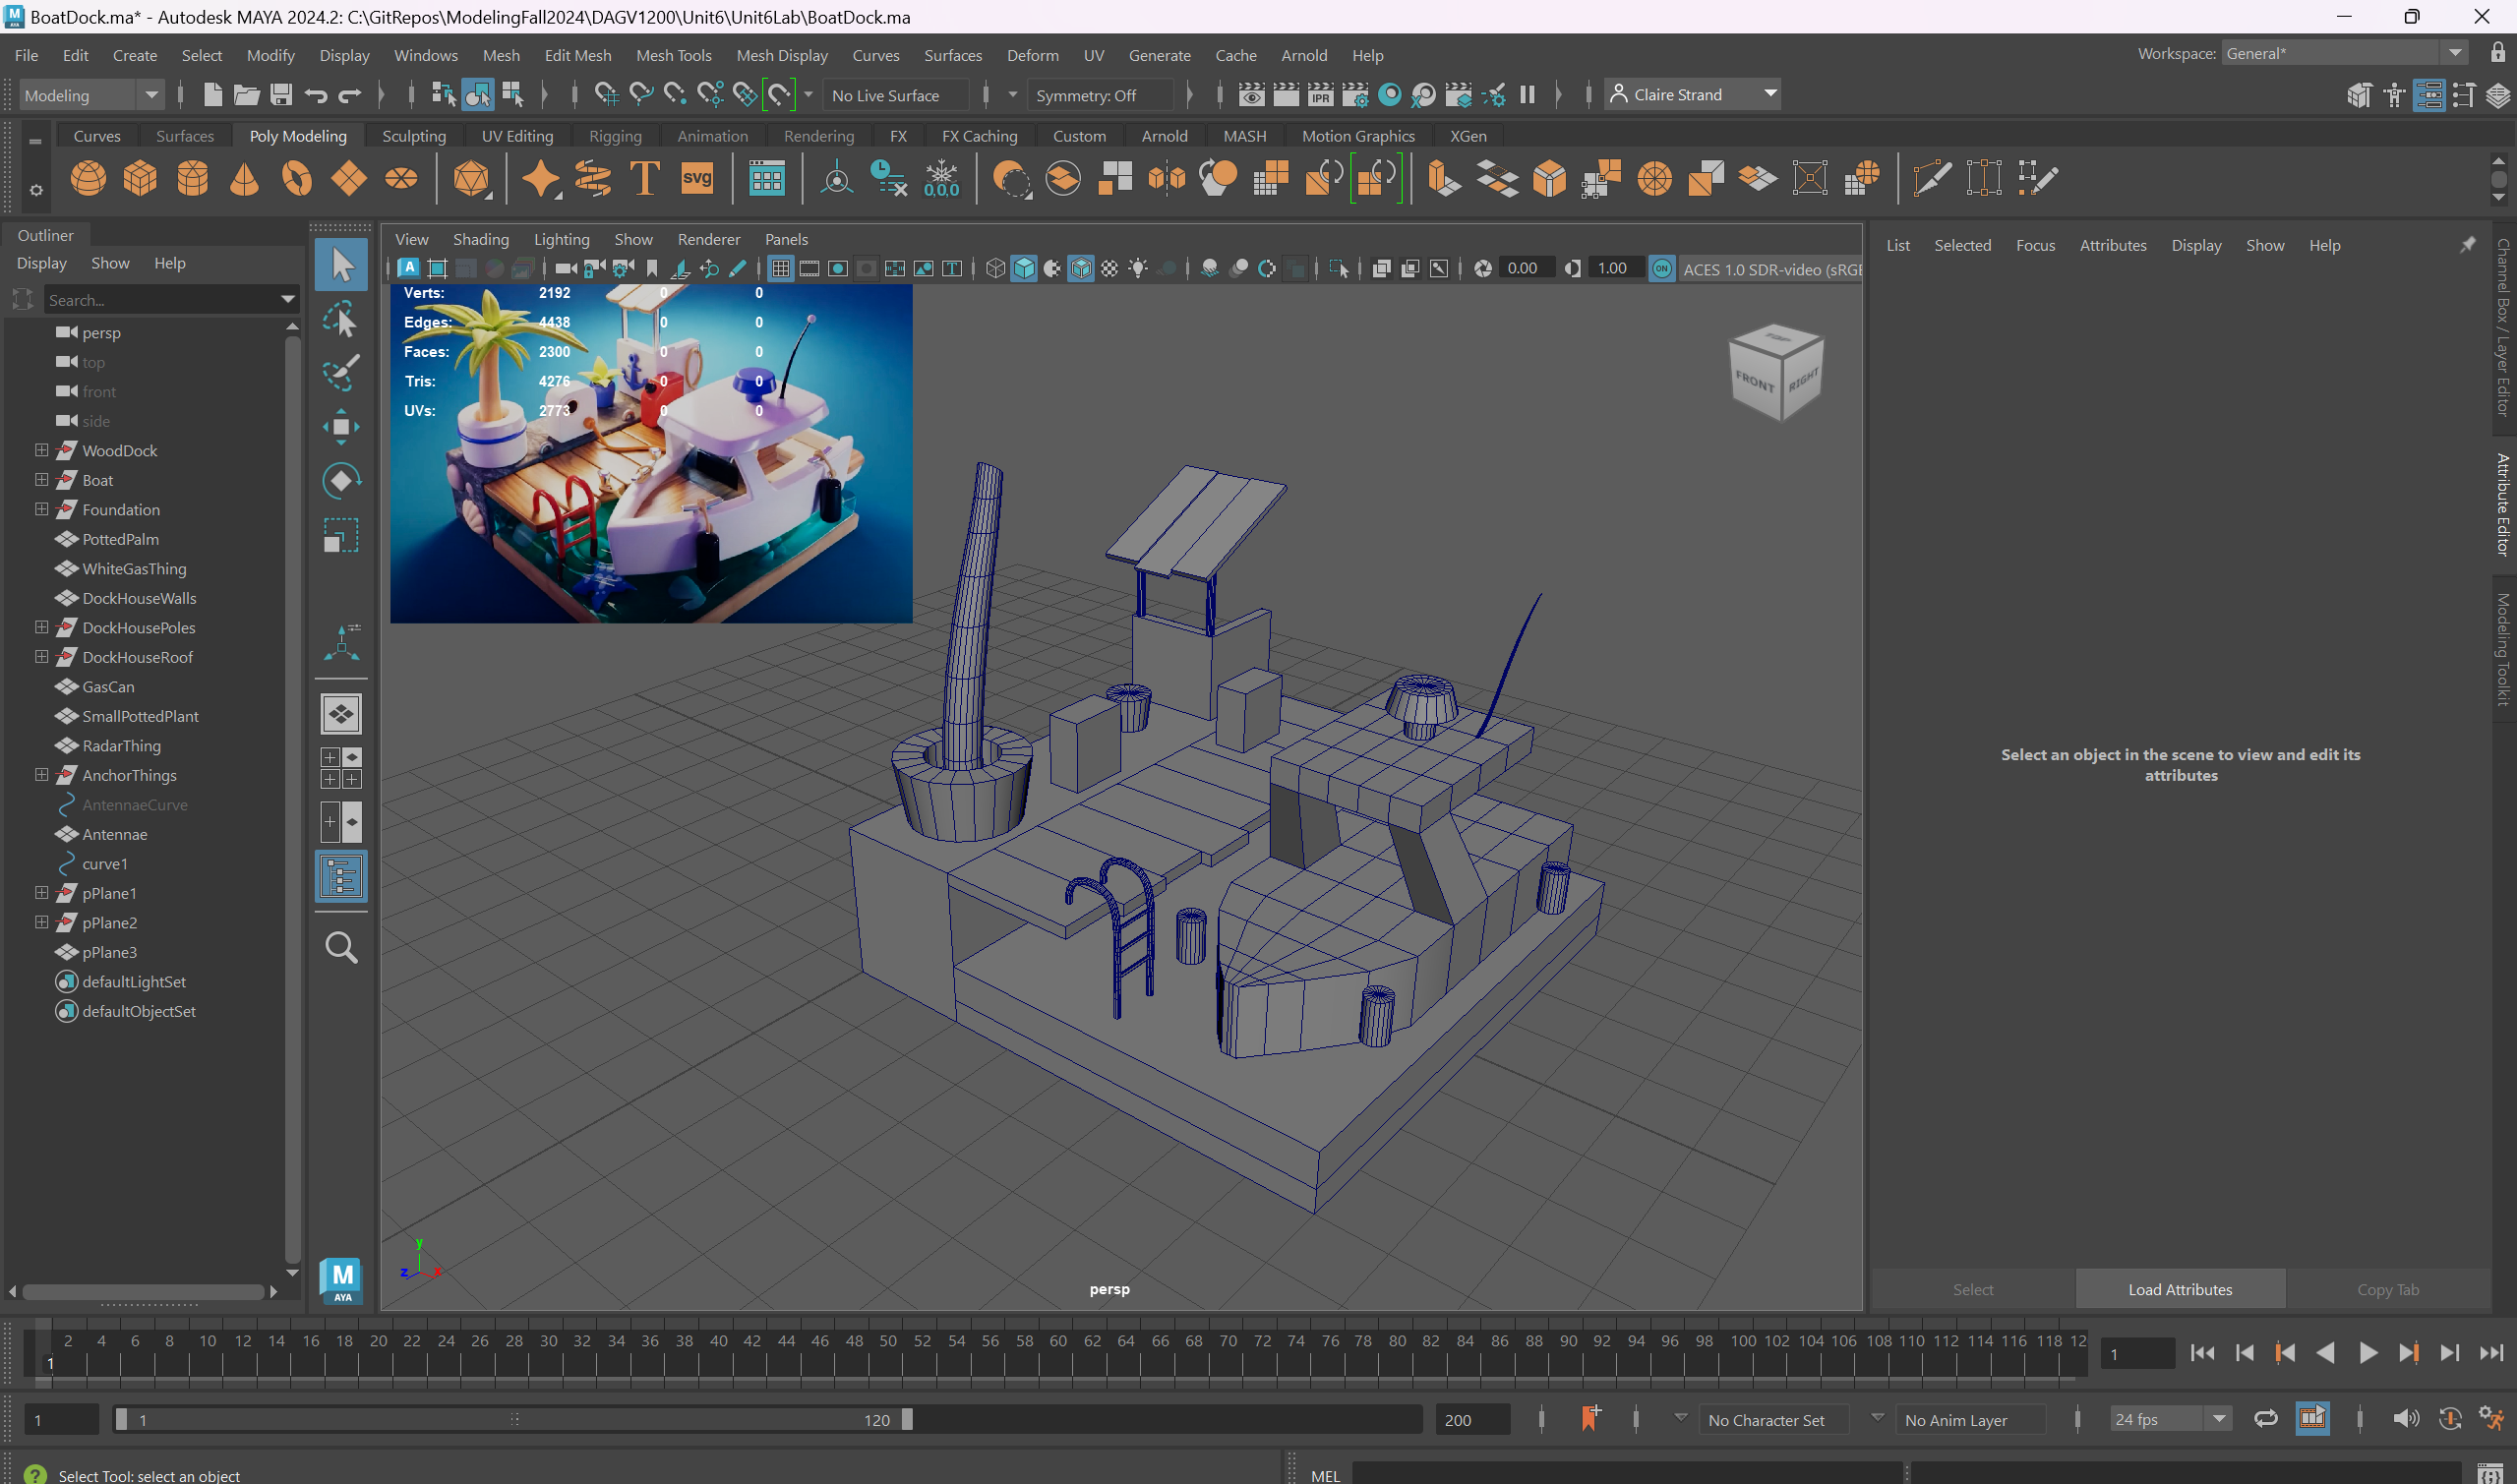 BoatDock.ma* - Autodesk MAYA 2024.2: C:\GitRepos\ModelingFall2024\DAGV1200\Unit6\Unit6Lab\BoatDock.ma
File Edit Create Select Modify Display Windows Mesh Edit Mesh Mesh Tools Mesh Display Curves Surfaces Deform UV Generate Cache Arnold Help
Workspace: General*
Modeling
No Live Surface
Symmetry: Off
IPR
Claire Strand
Curves Surfaces Poly Modeling Sculpting UV Editing Rigging Animation Rendering FX FX Caching Custom Arnold MASH Motion Graphics XGen
T
svg
0,0,0
Outliner
Display Show Help
Search...
persp
top
front
side
WoodDock
Boat
Foundation
PottedPalm
WhiteGasThing
DockHouseWalls
DockHousePoles
DockHouseRoof
GasCan
SmallPottedPlant
RadarThing
AnchorThings
AntennaeCurve
Antennae
curve1
pPlane1
pPlane2
pPlane3
defaultLightSet
defaultObjectSet
M
AYA
View Shading Lighting Show Renderer Panels
0.00
1.00
ON
ACES 1.0 SDR-video (sRGB
Verts: 2192 0 0
Edges: 4438 0 0
Faces: 2300 0 0
Tris: 4276 0 0
UVs: 2773 0 0
TOP
FRONT
RIGHT
y
z
x
persp
List Selected Focus Attributes Display Show Help
Select an object in the scene to view and edit its
attributes
Select
Load Attributes
Copy Tab
Channel Box / Layer Editor
Attribute Editor
Modeling Toolkit
2 4 6 8 10 12 14 16 18 20 22 24 26 28 30 32 34 36 38 40 42 44 46 48 50 52 54 56 58 60 62 64 66 68 70 72 74 76 78 80 82 84 86 88 90 92 94 96 98 100 102 104 106 108 110 112 114 116 118 12
1
1
1
1
120
200
No Character Set
No Anim Layer
24 fps
Select Tool: select an object
MEL